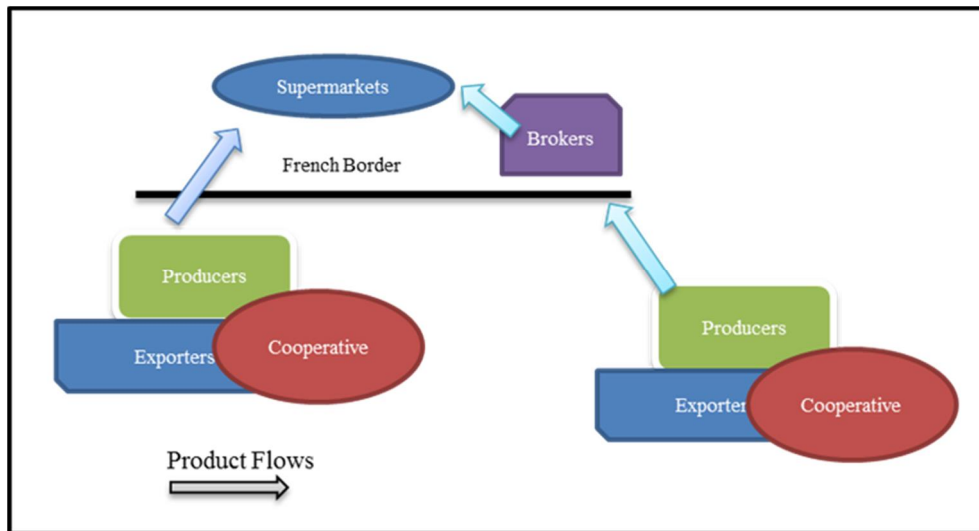 Supermarkets
Brokers
French Border
Producers
Exporters
Cooperative
Producers
Exporter
Cooperative
Product Flows